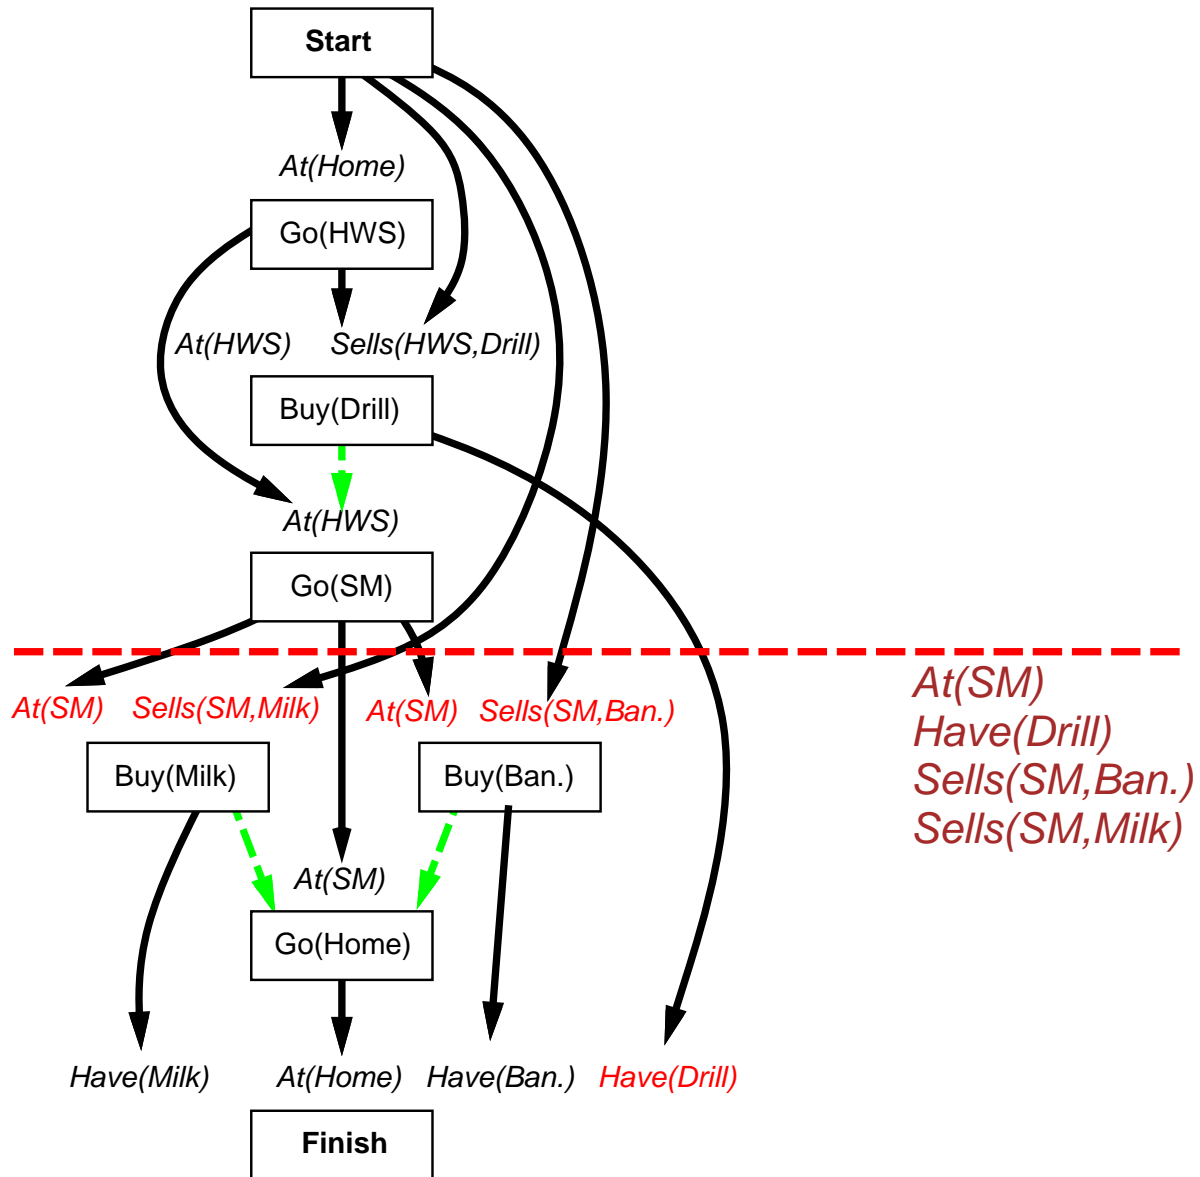 Start
At(Home)
Go(HWS)
At(HWS) Sells(HWS,Drill)
Buy(Drill)
At(HWS)
Go(SM)
At(SM) Sells(SM,Milk) At(SM) Sells(SM,Ban.)
Buy(Milk) Buy(Ban.)
At(SM)
Go(Home)
Have(Milk) At(Home) Have(Ban.) Have(Drill)
Finish
At(SM)
Have(Drill)
Sells(SM,Ban.)
Sells(SM,Milk)